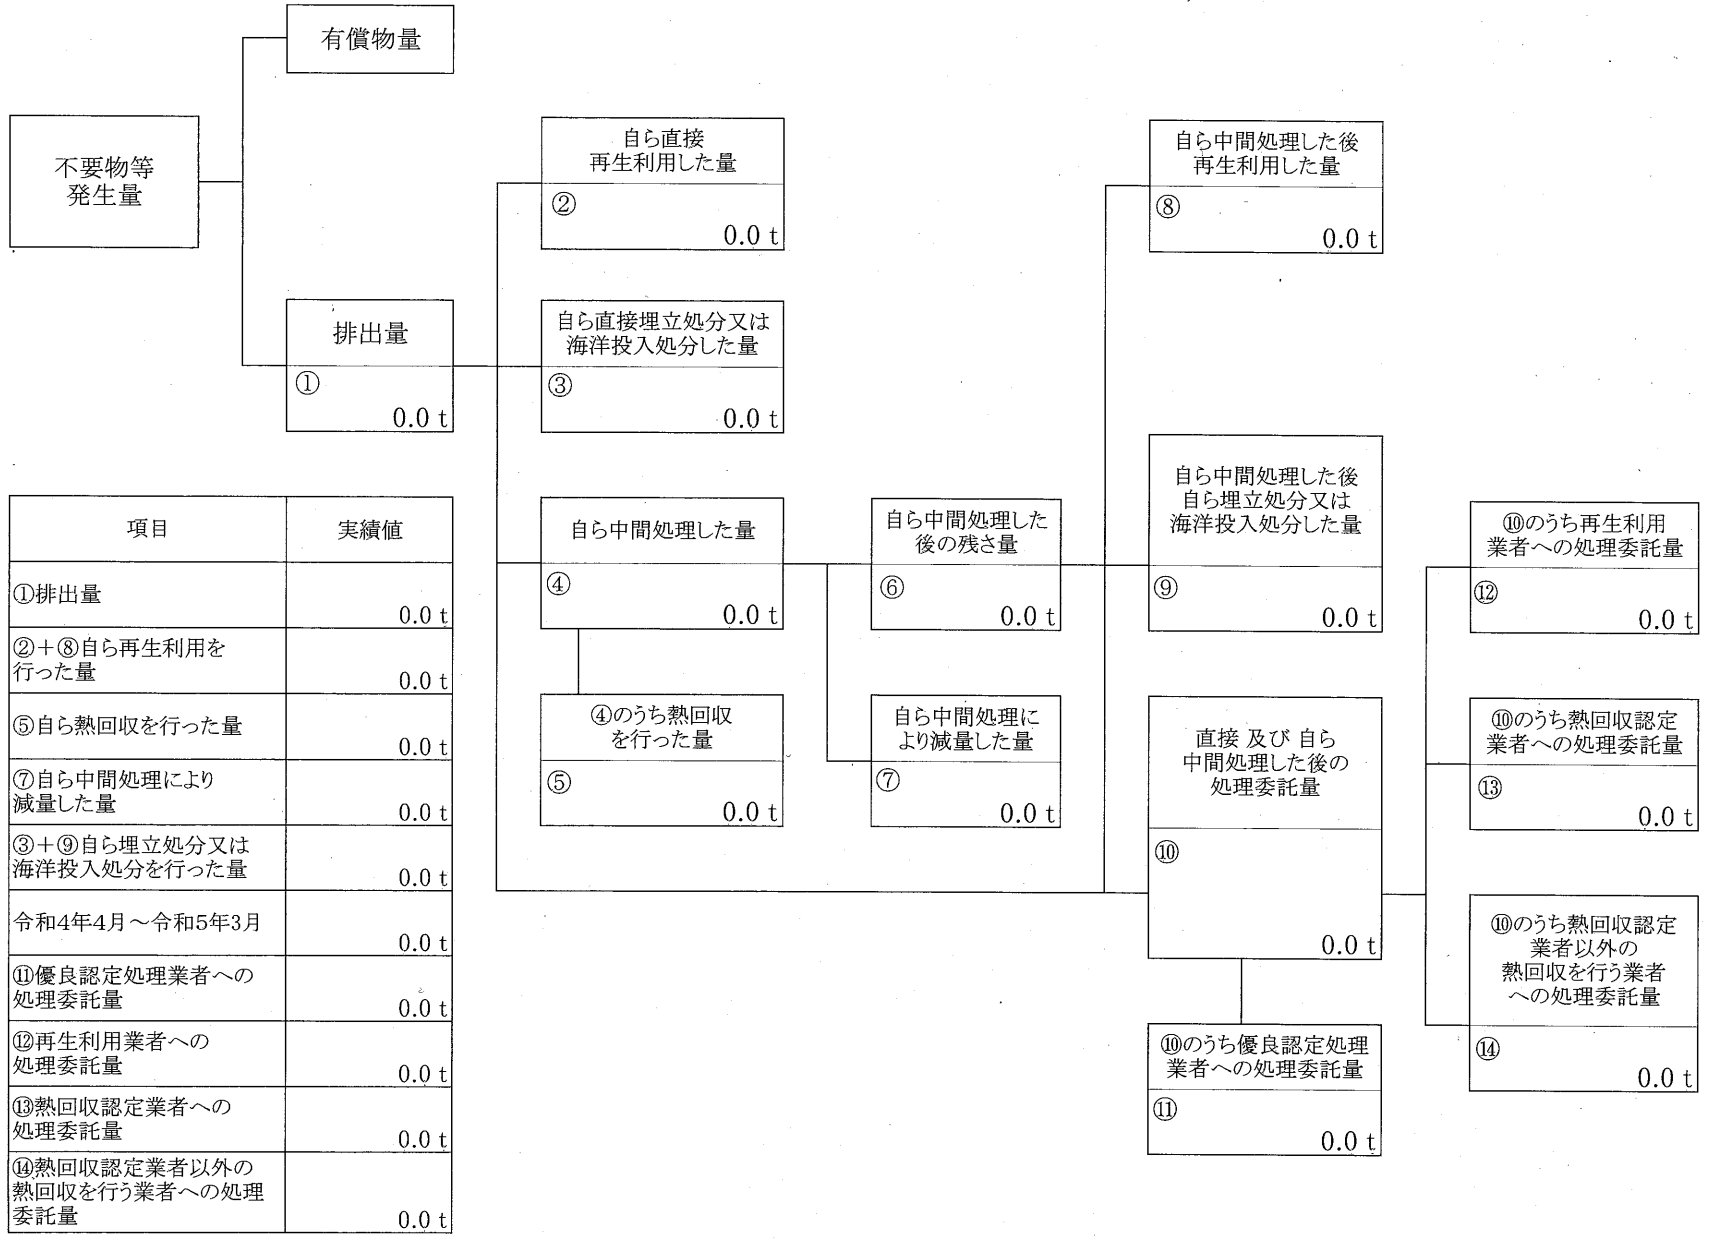 有償物量
不要物等
発生量
自ら直接
再生利用した量
②
0.0 t
自ら中間処理した後
再生利用した量
⑧
0.0 t
排出量
①
0.0 t
自ら直接埋立処分又は
海洋投入処分した量
③
0.0 t
自ら中間処理した量
④
0.0 t
自ら中間処理した
後の残さ量
⑥
0.0 t
自ら中間処理した後
自ら埋立処分又は
海洋投入処分した量
⑨
0.0 t
⑩のうち再生利用
業者への処理委託量
⑫
0.0 t
④のうち熱回収
を行った量
⑤
0.0 t
自ら中間処理に
より減量した量
⑦
0.0 t
直接 及び 自ら
中間処理した後の
処理委託量
⑩
0.0 t
⑩のうち熱回収認定
業者への処理委託量
⑬
0.0 t
⑩のうち熱回収認定
業者以外の
熱回収を行う業者
への処理委託量
⑭
0.0 t
⑩のうち優良認定処理
業者への処理委託量
⑪
0.0 t
項目 実績値
①排出量
0.0 t
②＋⑧自ら再生利用を
行った量
0.0 t
⑤自ら熱回収を行った量
0.0 t
⑦自ら中間処理により
減量した量
0.0 t
③＋⑨自ら埋立処分又は
海洋投入処分を行った量
0.0 t
令和4年4月～令和5年3月
0.0 t
⑪優良認定処理業者への
処理委託量
0.0 t
⑫再生利用業者への
処理委託量
0.0 t
⑬熱回収認定業者への
処理委託量
0.0 t
⑭熱回収認定業者以外の
熱回収を行う業者への処理
委託量
0.0 t